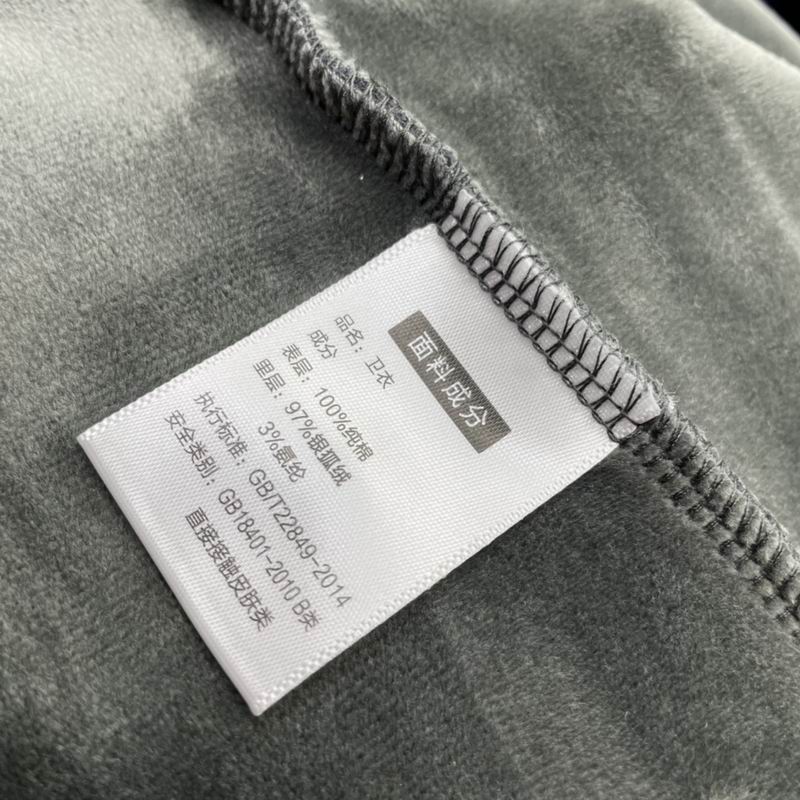 面料成分
品名：卫衣
成分
表层：100%纯棉
里层：97%银狐绒
3%氨纶
执行标准：GB/T22849-2014
安全类别：GB18401-2010 B类
直接接触皮肤类